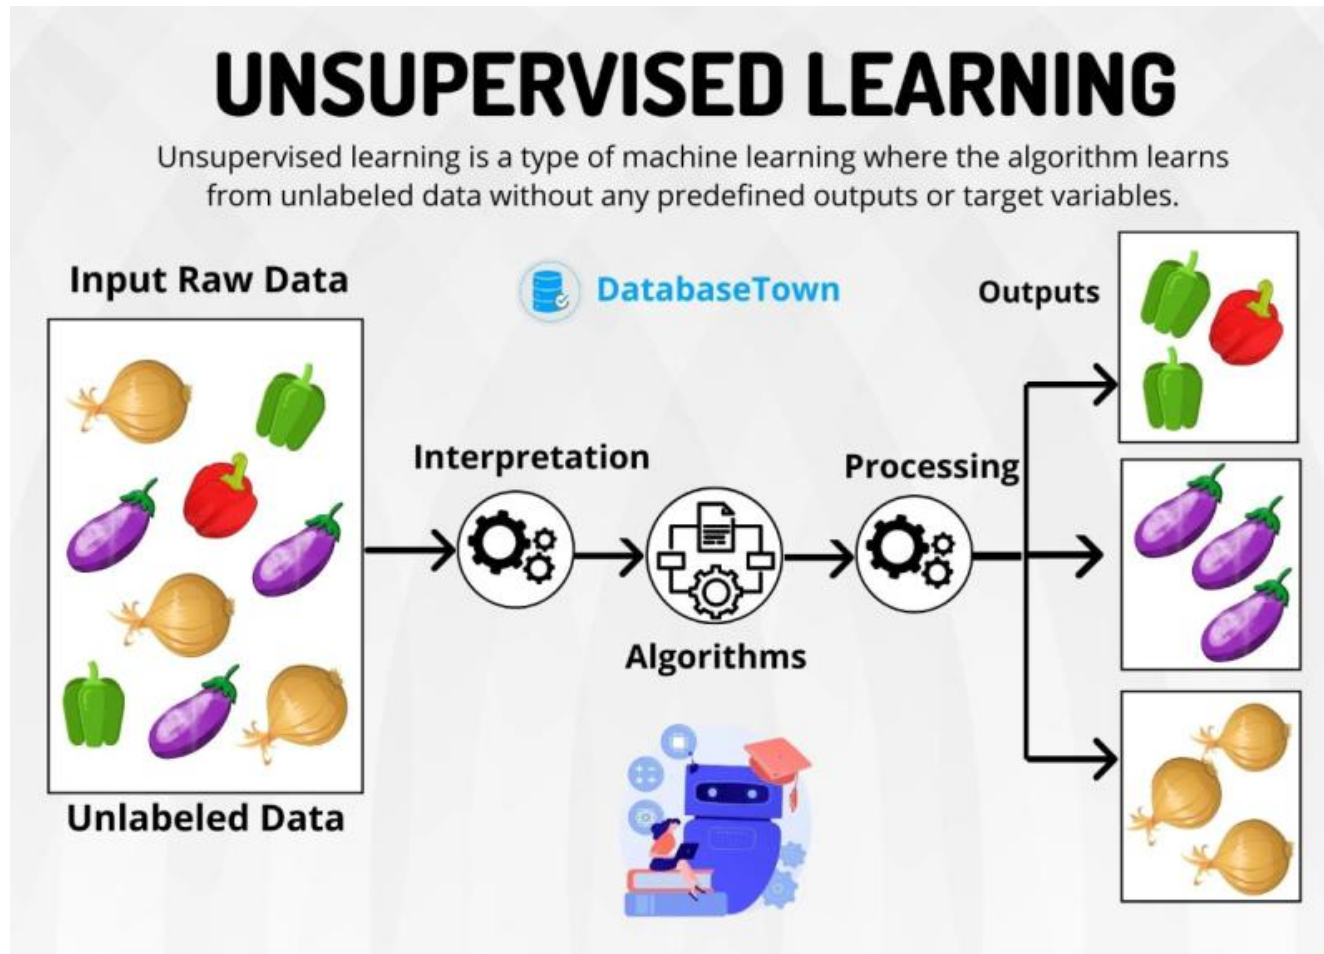 UNSUPERVISED LEARNING
Unsupervised learning is a type of machine learning where the algorithm learns
from unlabeled data without any predefined outputs or target variables.
Input Raw Data
DatabaseTown
Outputs
Interpretation
Processing
Algorithms
Unlabeled Data